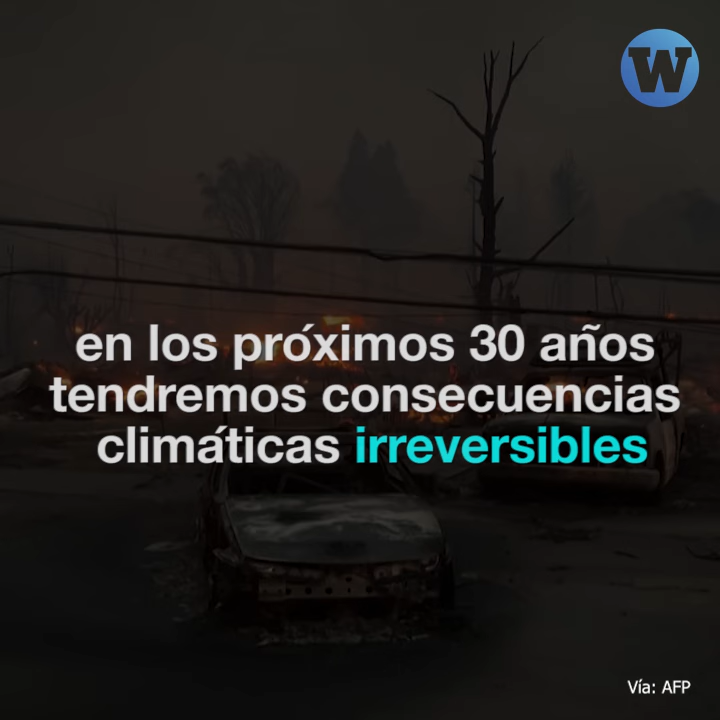 W
en los próximos 30 años
tendremos consecuencias
climáticas irreversibles
Vía: AFP